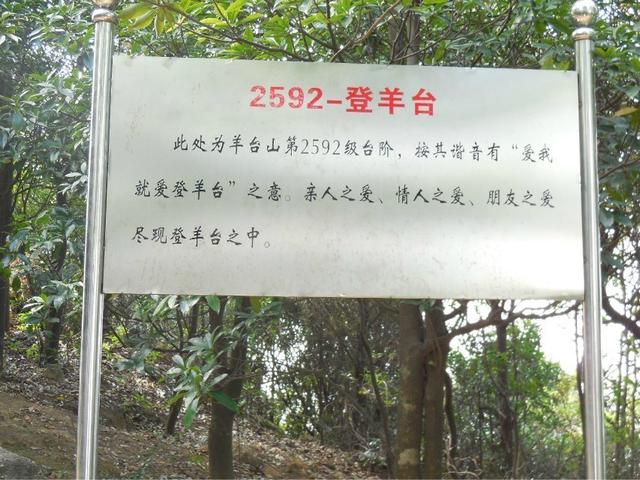 2592-登羊台
此处为羊台山第2592级台阶，按其谐音有“爱我
就爱登羊台”之意。亲人之爱、情人之爱、朋友之爱
尽现登羊台之中。